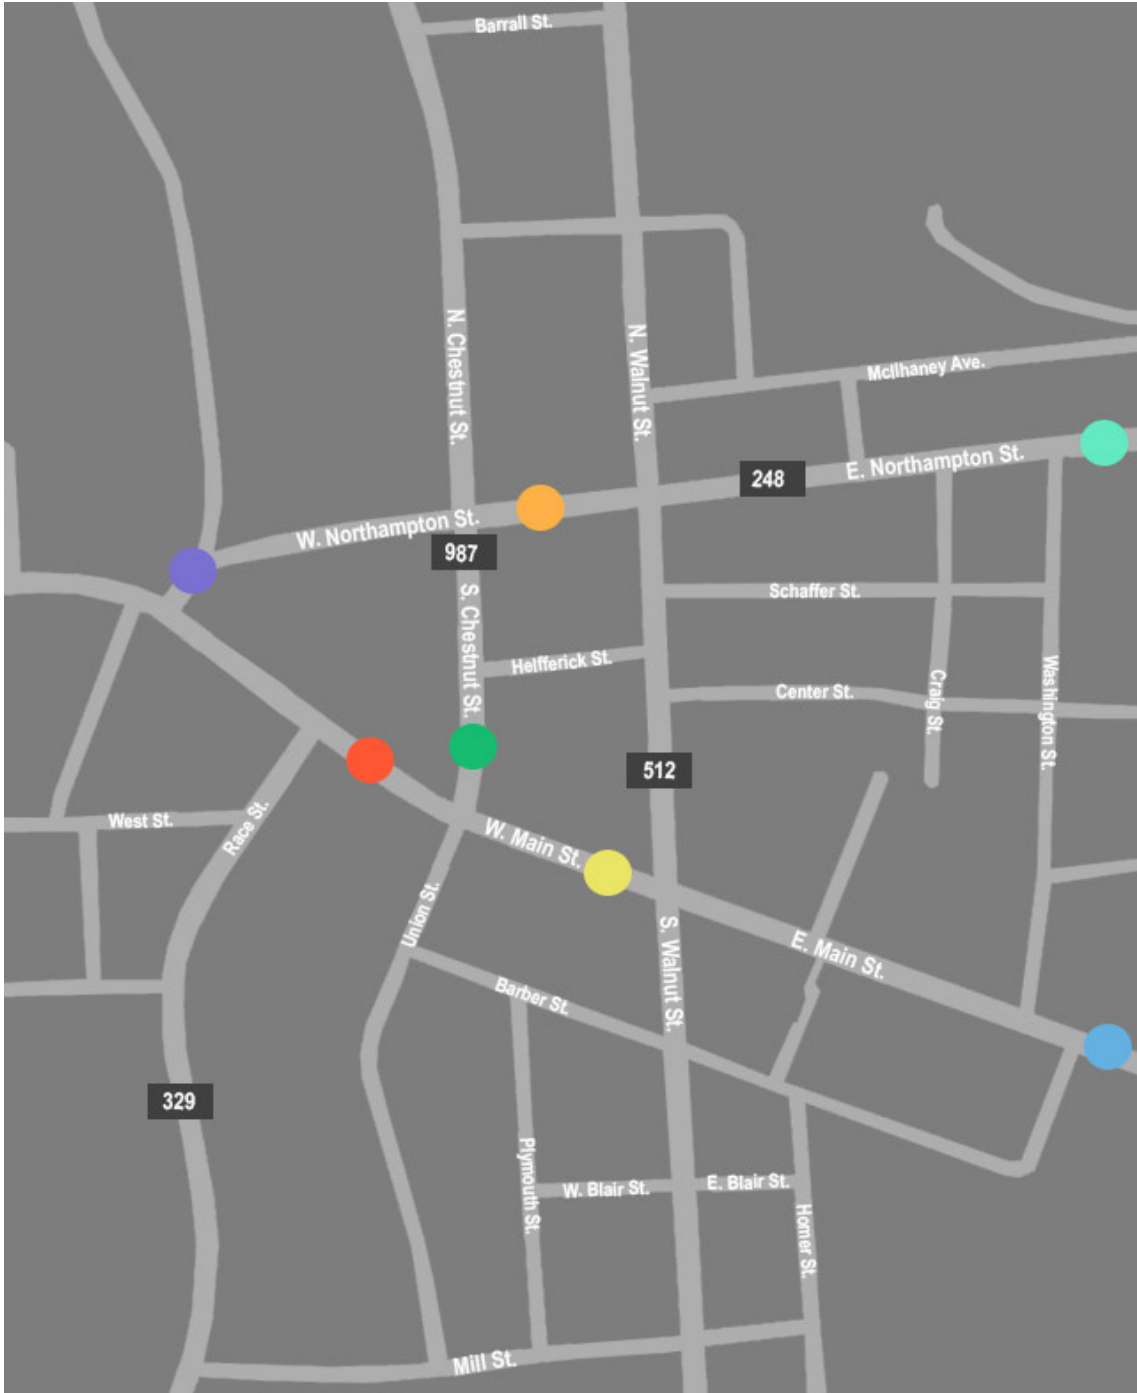 Barrall St.
N. Chestnut St.
N. Walnut St.
McIlhaney Ave.
E. Northampton St.
248
W. Northampton St.
987
S. Chestnut St.
Schaffer St.
Helfferick St.
Center St.
Craig St.
Washington St.
512
West St.
Race St.
W. Main St.
Union St.
S. Walnut St.
E. Main St.
Barber St.
329
Plymouth St.
W. Blair St.
E. Blair St.
Homer St.
Mill St.